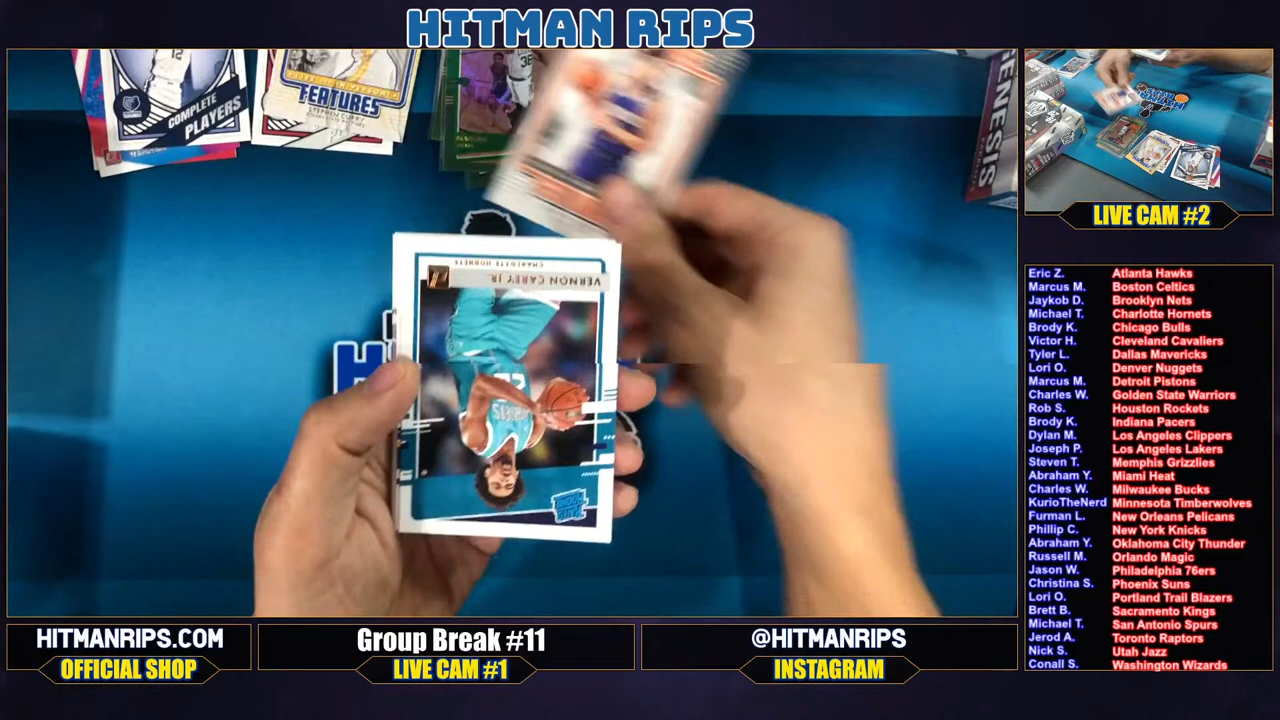 HITMAN RIPS
12
COMPLETE
PLAYERS
FEATURES
STEPHEN CURRY
36
ENESIS
CHARLOTTE HORNETS
VERNON CAREY JR.
22
H
LIVE CAM #2
Eric Z. Atlanta Hawks
Marcus M. Boston Celtics
Jaykob D. Brooklyn Nets
Michael T. Charlotte Hornets
Brody K. Chicago Bulls
Victor H. Cleveland Cavaliers
Tyler L. Dallas Mavericks
Lori O. Denver Nuggets
Marcus M. Detroit Pistons
Charles W. Golden State Warriors
Rob S. Houston Rockets
Brody K. Indiana Pacers
Dylan M. Los Angeles Clippers
Joseph P. Los Angeles Lakers
Steven T. Memphis Grizzlies
Abraham Y. Miami Heat
Charles W. Milwaukee Bucks
KurioTheNerd Minnesota Timberwolves
Furman L. New Orleans Pelicans
Phillip C. New York Knicks
Abraham Y. Oklahoma City Thunder
Russell M. Orlando Magic
Jason W. Philadelphia 76ers
Christina S. Phoenix Suns
Lori O. Portland Trail Blazers
Brett B. Sacramento Kings
Michael T. San Antonio Spurs
Jerod A. Toronto Raptors
Nick S. Utah Jazz
Conall S. Washington Wizards
HITMANRIPS.COM
OFFICIAL SHOP
Group Break #11
LIVE CAM #1
@HITMANRIPS
INSTAGRAM